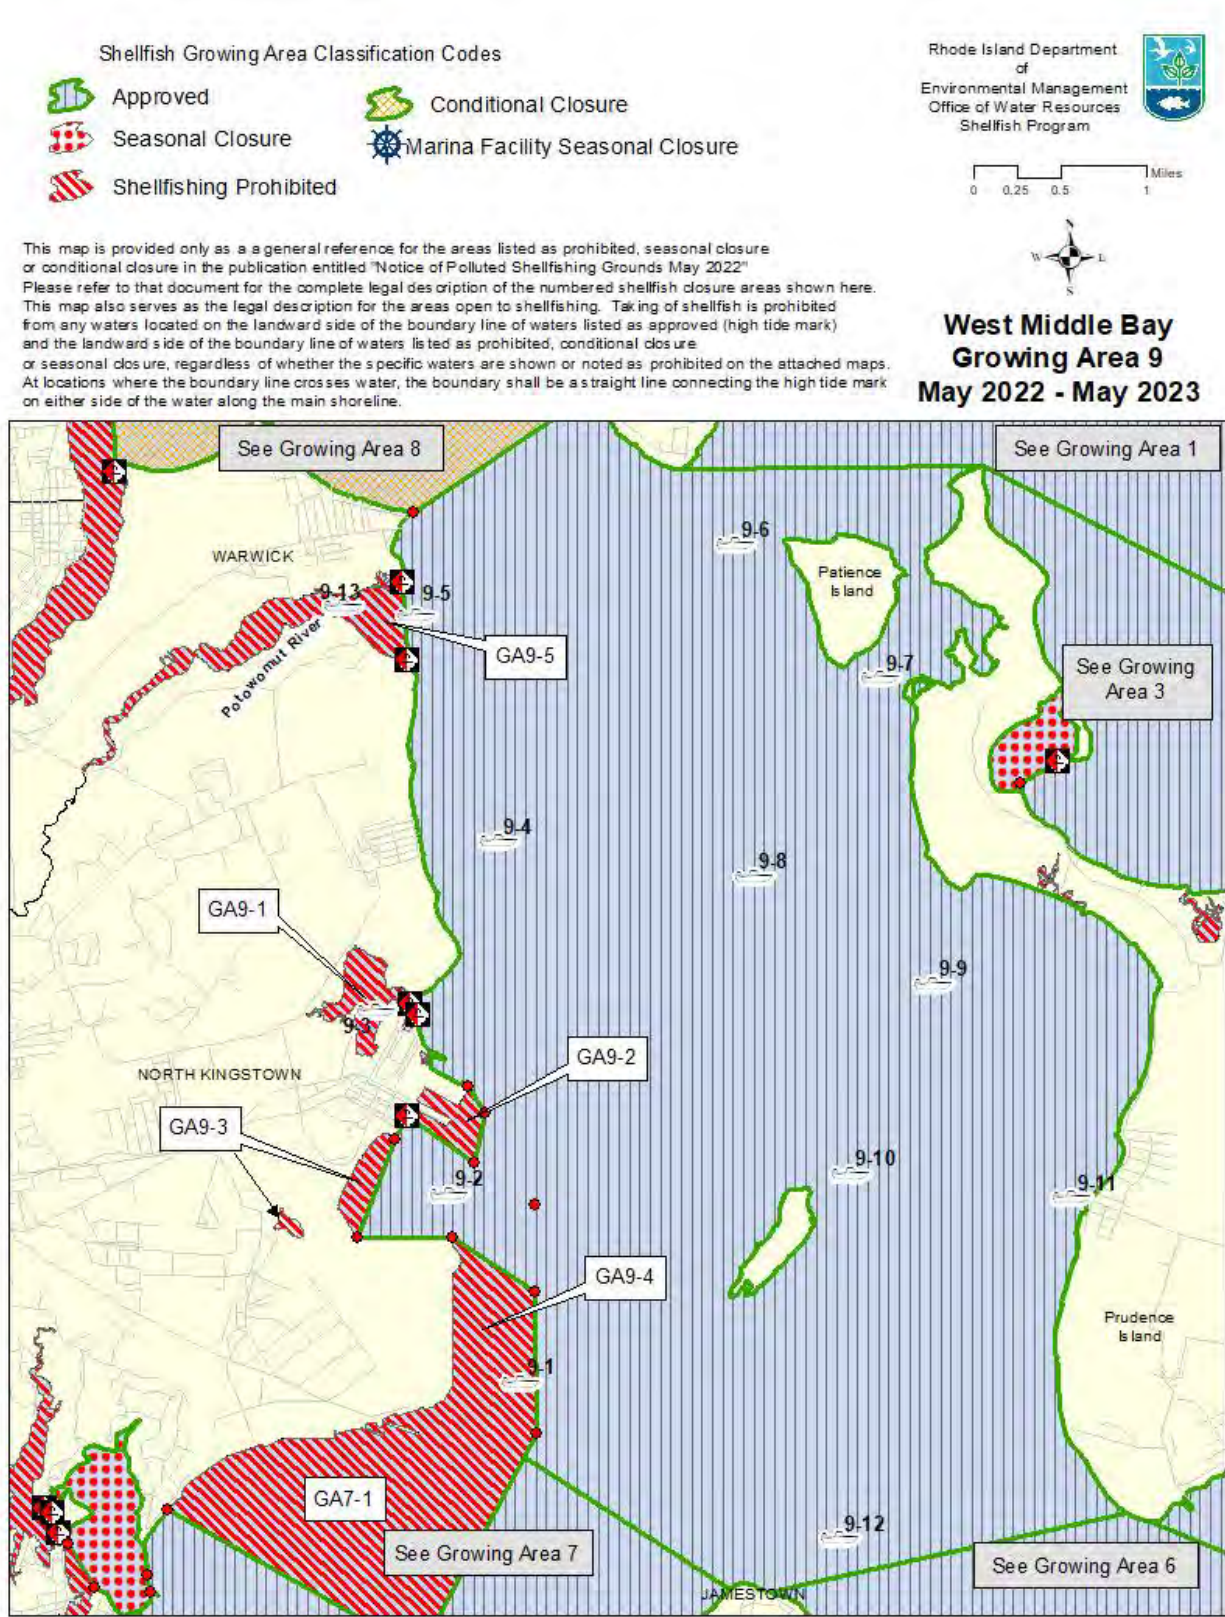 Shellfish Growing Area Classification Codes
Approved
Seasonal Closure
Shellfishing Prohibited
Conditional Closure
Marina Facility Seasonal Closure
Rhode Island Department
of
Environmental Management
Office of Water Resources
Shellfish Program
Miles
0 0.25 0.5 1
N
W E
S
This map is provided only as a a general reference for the areas listed as prohibited, seasonal closure
or conditional closure in the publication entitled "Notice of Polluted Shellfishing Grounds May 2022"
Please refer to that document for the complete legal description of the numbered shellfish closure areas shown here.
This map also serves as the legal description for the areas open to shellfishing. Taking of shellfish is prohibited
from any waters located on the landward side of the boundary line of waters listed as approved (high tide mark)
and the landward side of the boundary line of waters listed as prohibited, conditional closure
or seasonal closure, regardless of whether the specific waters are shown or noted as prohibited on the attached maps.
At locations where the boundary line crosses water, the boundary shall be a straight line connecting the high tide mark
on either side of the water along the main shoreline.
West Middle Bay
Growing Area 9
May 2022 - May 2023
See Growing Area 8
See Growing Area 1
9-6
WARWICK
Patience
Island
9-13
9-5
Potowomut River
GA9-5
9-7
See Growing
Area 3
9-4
9-8
GA9-1
9-9
9-3
GA9-2
NORTH KINGSTOWN
GA9-3
9-10
9-2
9-11
GA9-4
Prudence
Island
9-1
GA7-1
9-12
See Growing Area 7
See Growing Area 6
JAMESTOWN